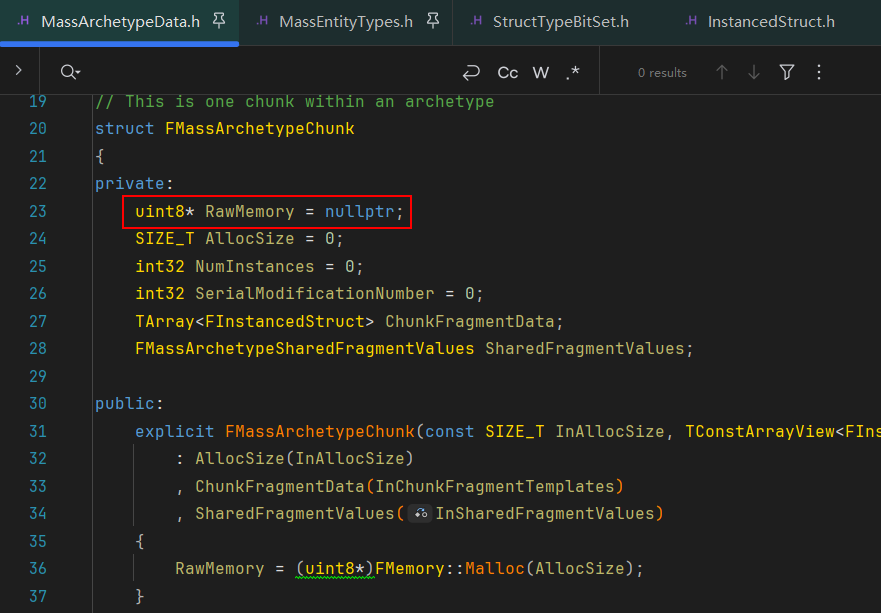 .H MassArchetypeData.h .H MassEntityTypes.h .H StructTypeBitSet.h .H InstancedStruct.h
Cc W .* 0 results
19 // This is one chunk within an archetype
20 struct FMassArchetypeChunk
21 {
22 private:
23 uint8* RawMemory = nullptr;
24 SIZE_T AllocSize = 0;
25 int32 NumInstances = 0;
26 int32 SerialModificationNumber = 0;
27 TArray<FInstancedStruct> ChunkFragmentData;
28 FMassArchetypeSharedFragmentValues SharedFragmentValues;
29
30 public:
31 explicit FMassArchetypeChunk(const SIZE_T InAllocSize, TConstArrayView<FIns
32 : AllocSize(InAllocSize)
33 , ChunkFragmentData(InChunkFragmentTemplates)
34 , SharedFragmentValues(InSharedFragmentValues)
35 {
36 RawMemory = (uint8*)FMemory::Malloc(AllocSize);
37 }